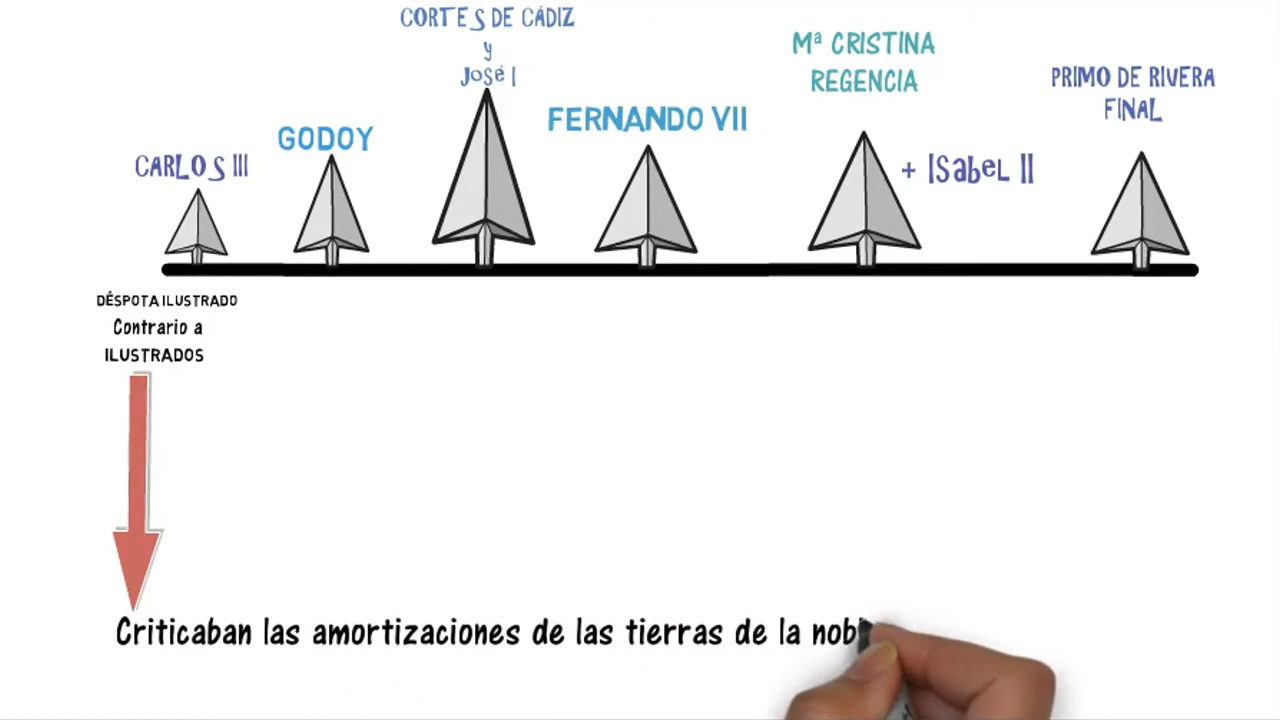 CORTES DE CÁDIZ
y
José I
Mª CRISTINA
REGENCIA
PRIMO DE RIVERA
FINAL
FERNANDO VII
GODOY
CARLOS III
+ ISabeL II
DÉSPOTA ILUSTRADO
Contrario a
ILUSTRADOS
Criticaban las amortizaciones de las tierras de la